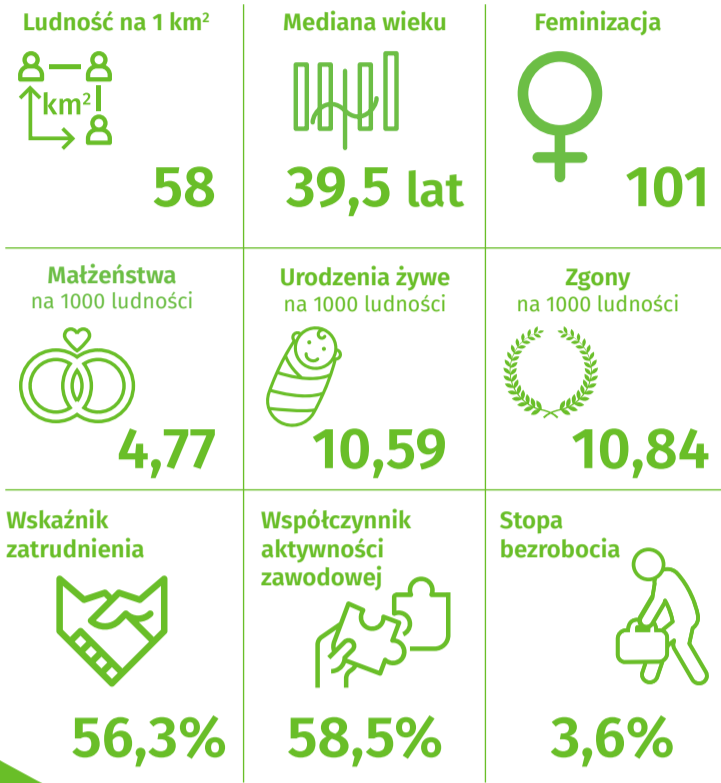 Ludność na 1 km²
km²
58
Mediana wieku
39,5 lat
Feminizacja
101
Małżeństwa
na 1000 ludności
4,77
Urodzenia żywe
na 1000 ludności
10,59
Zgony
na 1000 ludności
10,84
Wskaźnik
zatrudnienia
56,3%
Współczynnik
aktywności
zawodowej
58,5%
Stopa
bezrobocia
3,6%